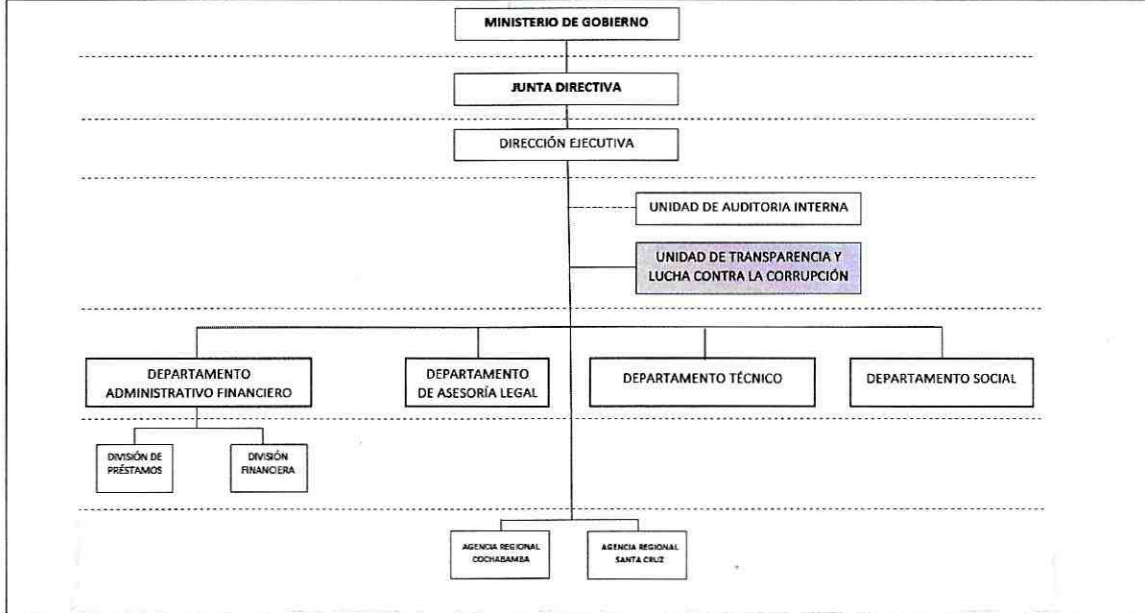 MINISTERIO DE GOBIERNO
JUNTA DIRECTIVA
DIRECCIÓN EJECUTIVA
UNIDAD DE AUDITORIA INTERNA
UNIDAD DE TRANSPARENCIA Y
LUCHA CONTRA LA CORRUPCIÓN
DEPARTAMENTO
ADMINISTRATIVO FINANCIERO
DEPARTAMENTO
DE ASESORÍA LEGAL
DEPARTAMENTO TÉCNICO
DEPARTAMENTO SOCIAL
DIVISIÓN DE
PRÉSTAMOS
DIVISIÓN
FINANCIERA
AGENCIA REGIONAL
COCHABAMBA
AGENCIA REGIONAL
SANTA CRUZ